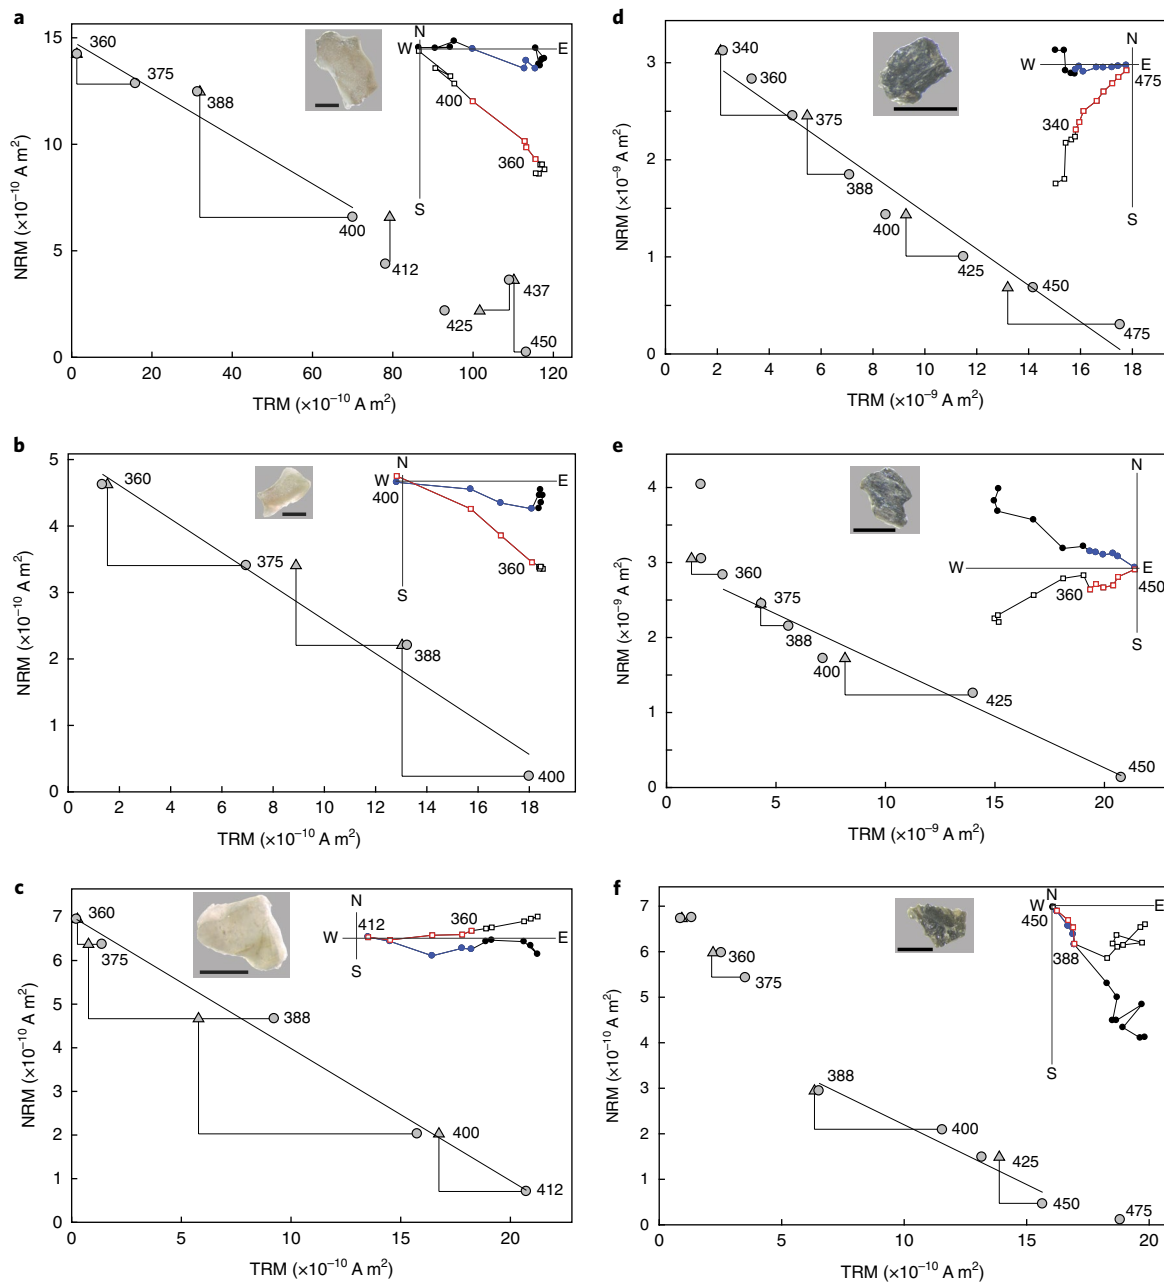 a
15
10
5
0
NRM (×10⁻¹⁰ A m²)
0 20 40 60 80 100 120
TRM (×10⁻¹⁰ A m²)
360
375
388
400
412
425
437
450
N
W
E
S
400
360
d
3
2
1
0
NRM (×10⁻⁹ A m²)
0 2 4 6 8 10 12 14 16 18
TRM (×10⁻⁹ A m²)
340
360
375
388
400
425
450
475
N
W
E
S
475
340
b
5
4
3
2
1
0
NRM (×10⁻¹⁰ A m²)
0 2 4 6 8 10 12 14 16 18
TRM (×10⁻¹⁰ A m²)
360
375
388
400
N
W
E
S
400
360
e
4
3
2
1
0
NRM (×10⁻⁹ A m²)
0 5 10 15 20
TRM (×10⁻⁹ A m²)
360
375
388
400
425
450
N
W
E
S
450
360
c
7
6
5
4
3
2
1
0
NRM (×10⁻¹⁰ A m²)
0 5 10 15 20
TRM (×10⁻¹⁰ A m²)
360
375
388
400
412
N
W
E
S
412
360
f
7
6
5
4
3
2
1
0
NRM (×10⁻¹⁰ A m²)
0 5 10 15 20
TRM (×10⁻¹⁰ A m²)
360
375
388
400
425
450
475
N
W
E
S
450
388